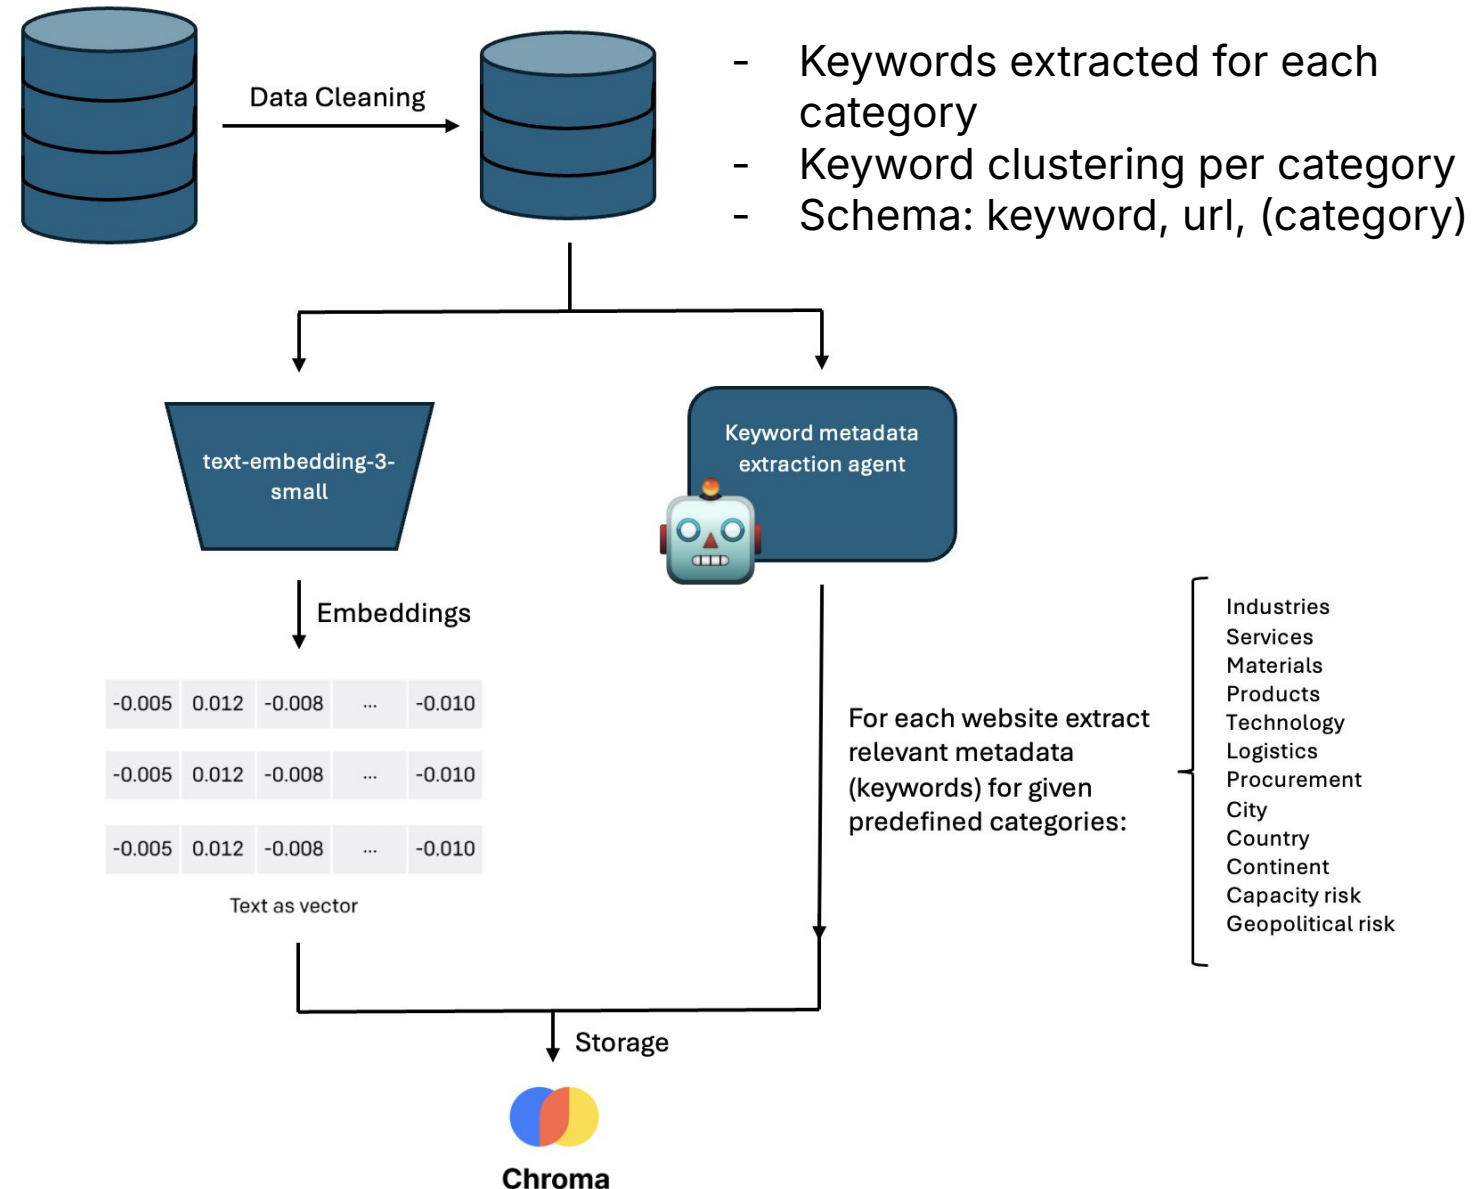 Data Cleaning
- Keywords extracted for each
category
- Keyword clustering per category
- Schema: keyword, url, (category)
text-embedding-3-
small
Keyword metadata
extraction agent
Embeddings
-0.005 0.012 -0.008 ... -0.010
-0.005 0.012 -0.008 ... -0.010
-0.005 0.012 -0.008 ... -0.010
Text as vector
For each website extract
relevant metadata
(keywords) for given
predefined categories:
Industries
Services
Materials
Products
Technology
Logistics
Procurement
City
Country
Continent
Capacity risk
Geopolitical risk
Storage
Chroma